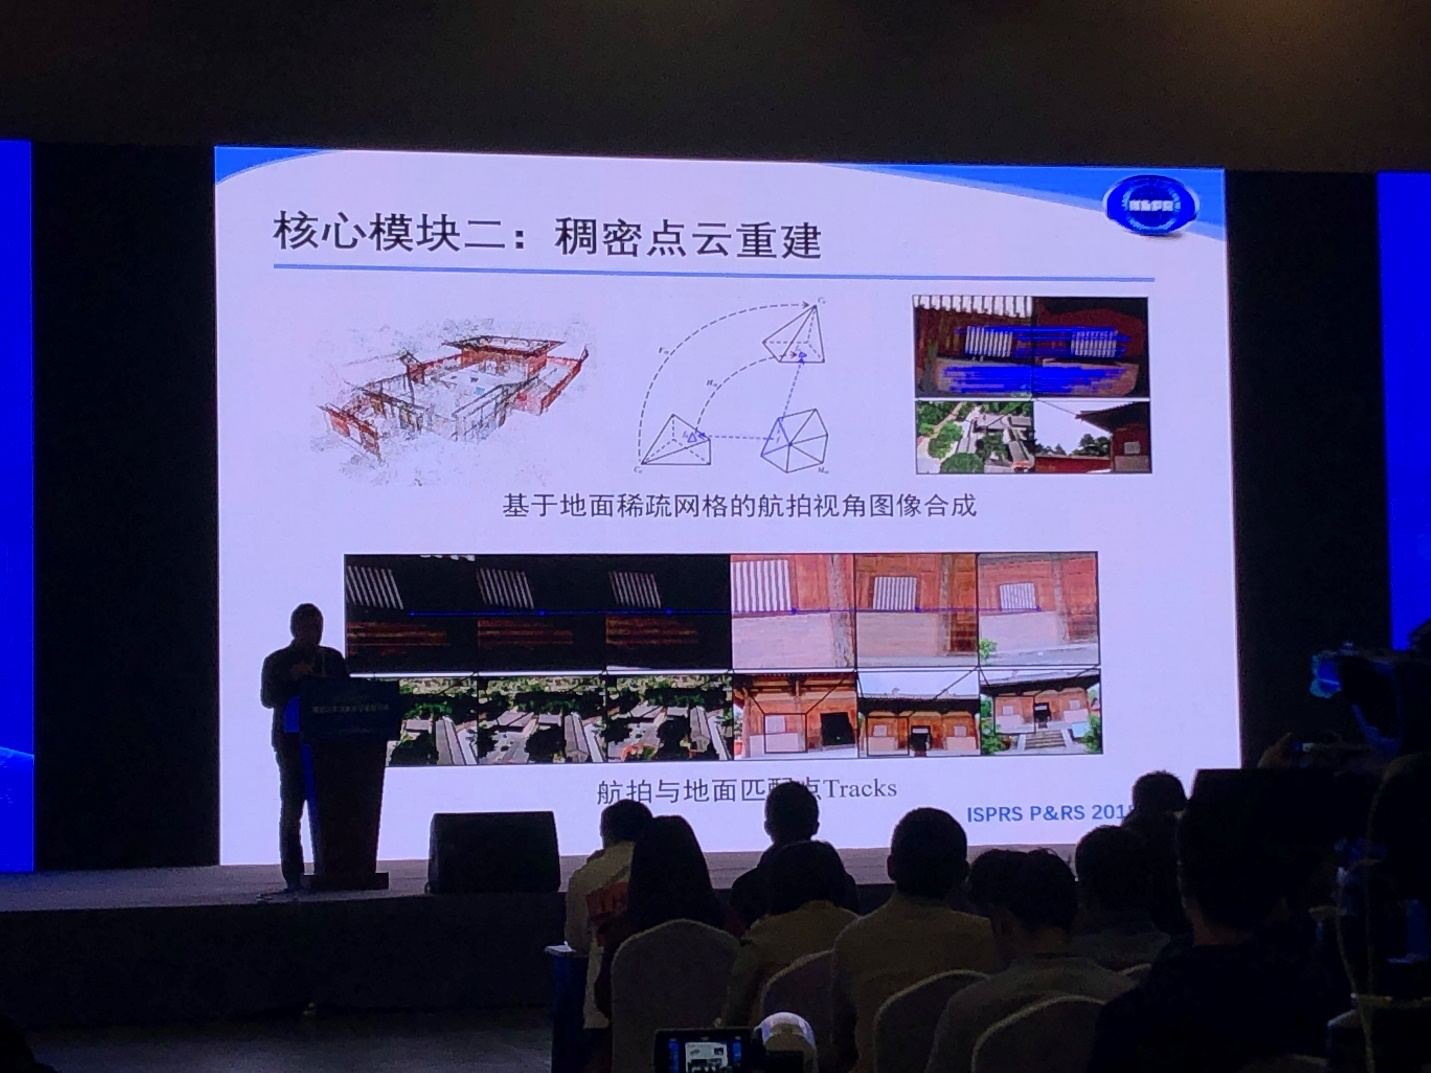 核心模块二：稠密点云重建
基于地面稀疏网格的航拍视角图像合成
航拍与地面匹配点Tracks
ISPRS P&RS 201